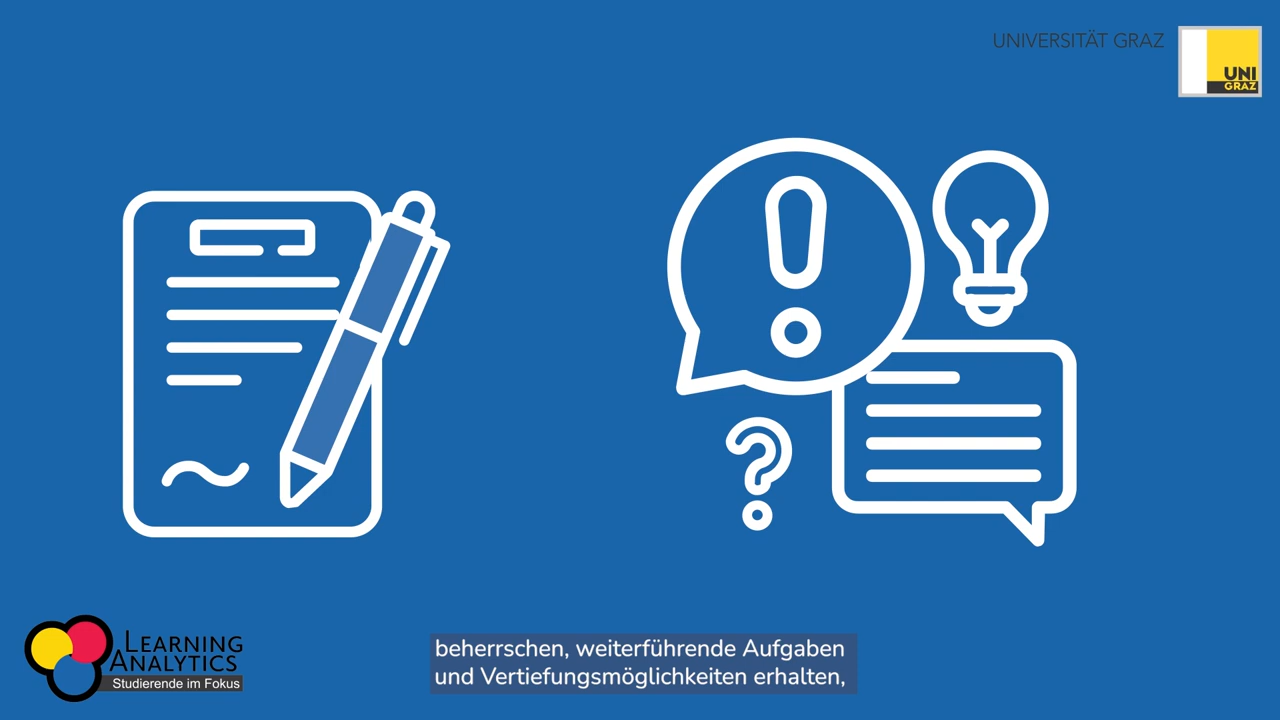 UNIVERSITÄT GRAZ
UNI
GRAZ
LEARNING
ANALYTICS
Studierende im Fokus
beherrschen, weiterführende Aufgaben
und Vertiefungsmöglichkeiten erhalten,